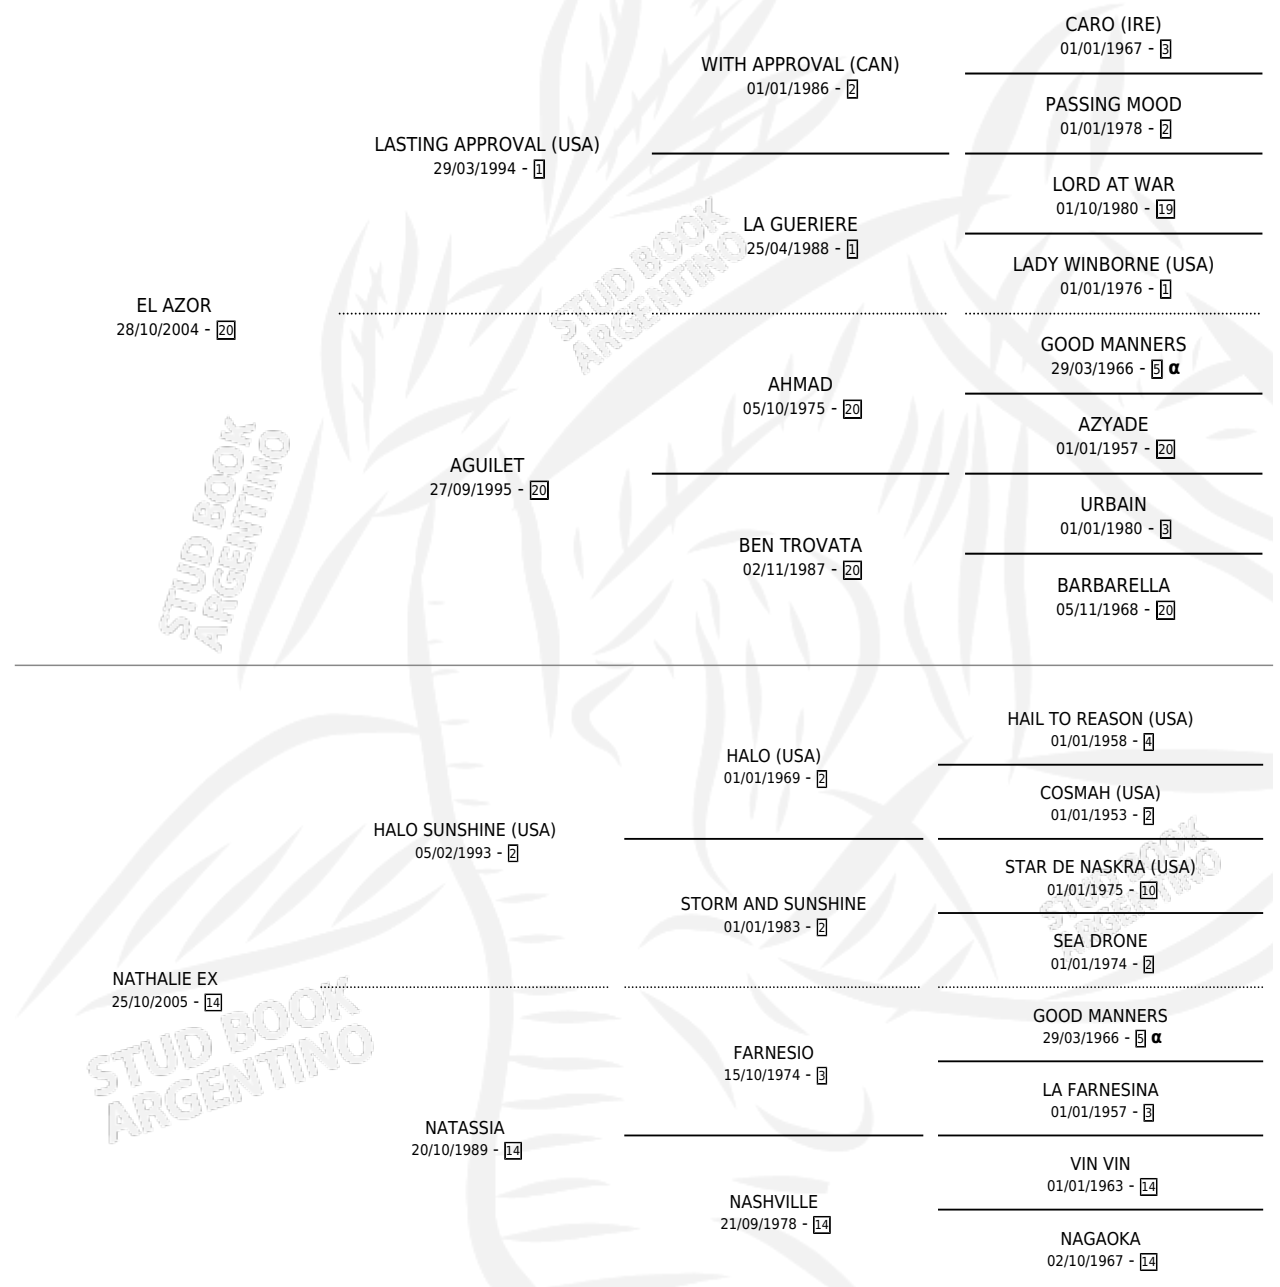 CARO (IRE)
01/01/1967 - 3
WITH APPROVAL (CAN)
01/01/1986 - 2
PASSING MOOD
01/01/1978 - 2
LASTING APPROVAL (USA)
29/03/1994 - 1
LORD AT WAR
01/10/1980 - 19
LA GUERIERE
25/04/1988 - 1
LADY WINBORNE (USA)
01/01/1976 - 1
EL AZOR
28/10/2004 - 20
GOOD MANNERS
29/03/1966 - 5 α
AHMAD
05/10/1975 - 20
AZYADE
01/01/1957 - 20
AGUILET
27/09/1995 - 20
URBAIN
01/01/1980 - 3
BEN TROVATA
02/11/1987 - 20
BARBARELLA
05/11/1968 - 20
STUD BOOK
ARGENTINO
STUD BOOK
ARGENTINO
HAIL TO REASON (USA)
01/01/1958 - 4
HALO (USA)
01/01/1969 - 2
COSMAH (USA)
01/01/1953 - 2
HALO SUNSHINE (USA)
05/02/1993 - 2
STAR DE NASKRA (USA)
01/01/1975 - 10
STORM AND SUNSHINE
01/01/1983 - 2
SEA DRONE
01/01/1974 - 2
NATHALIE EX
25/10/2005 - 14
GOOD MANNERS
29/03/1966 - 5 α
FARNESIO
15/10/1974 - 3
LA FARNESINA
01/01/1957 - 3
NATASSIA
20/10/1989 - 14
VIN VIN
01/01/1963 - 14
NASHVILLE
21/09/1978 - 14
NAGAOKA
02/10/1967 - 14
STUD BOOK
ARGENTINO
STUD BOOK
ARGENTINO